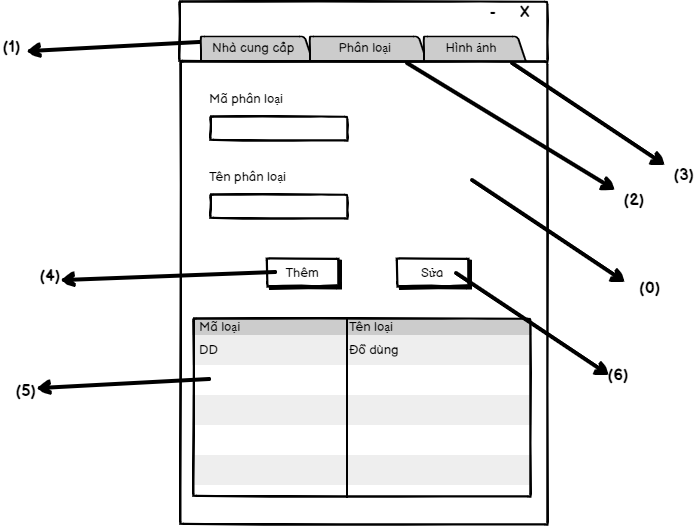 - X
(1) Nhà cung cấp Phân loại Hình ảnh
Mã phân loại
(3)
Tên phân loại
(2)
(4) Thêm Sửa (0)
Mã loại Tên loại
DD Đồ dùng
(6)
(5)